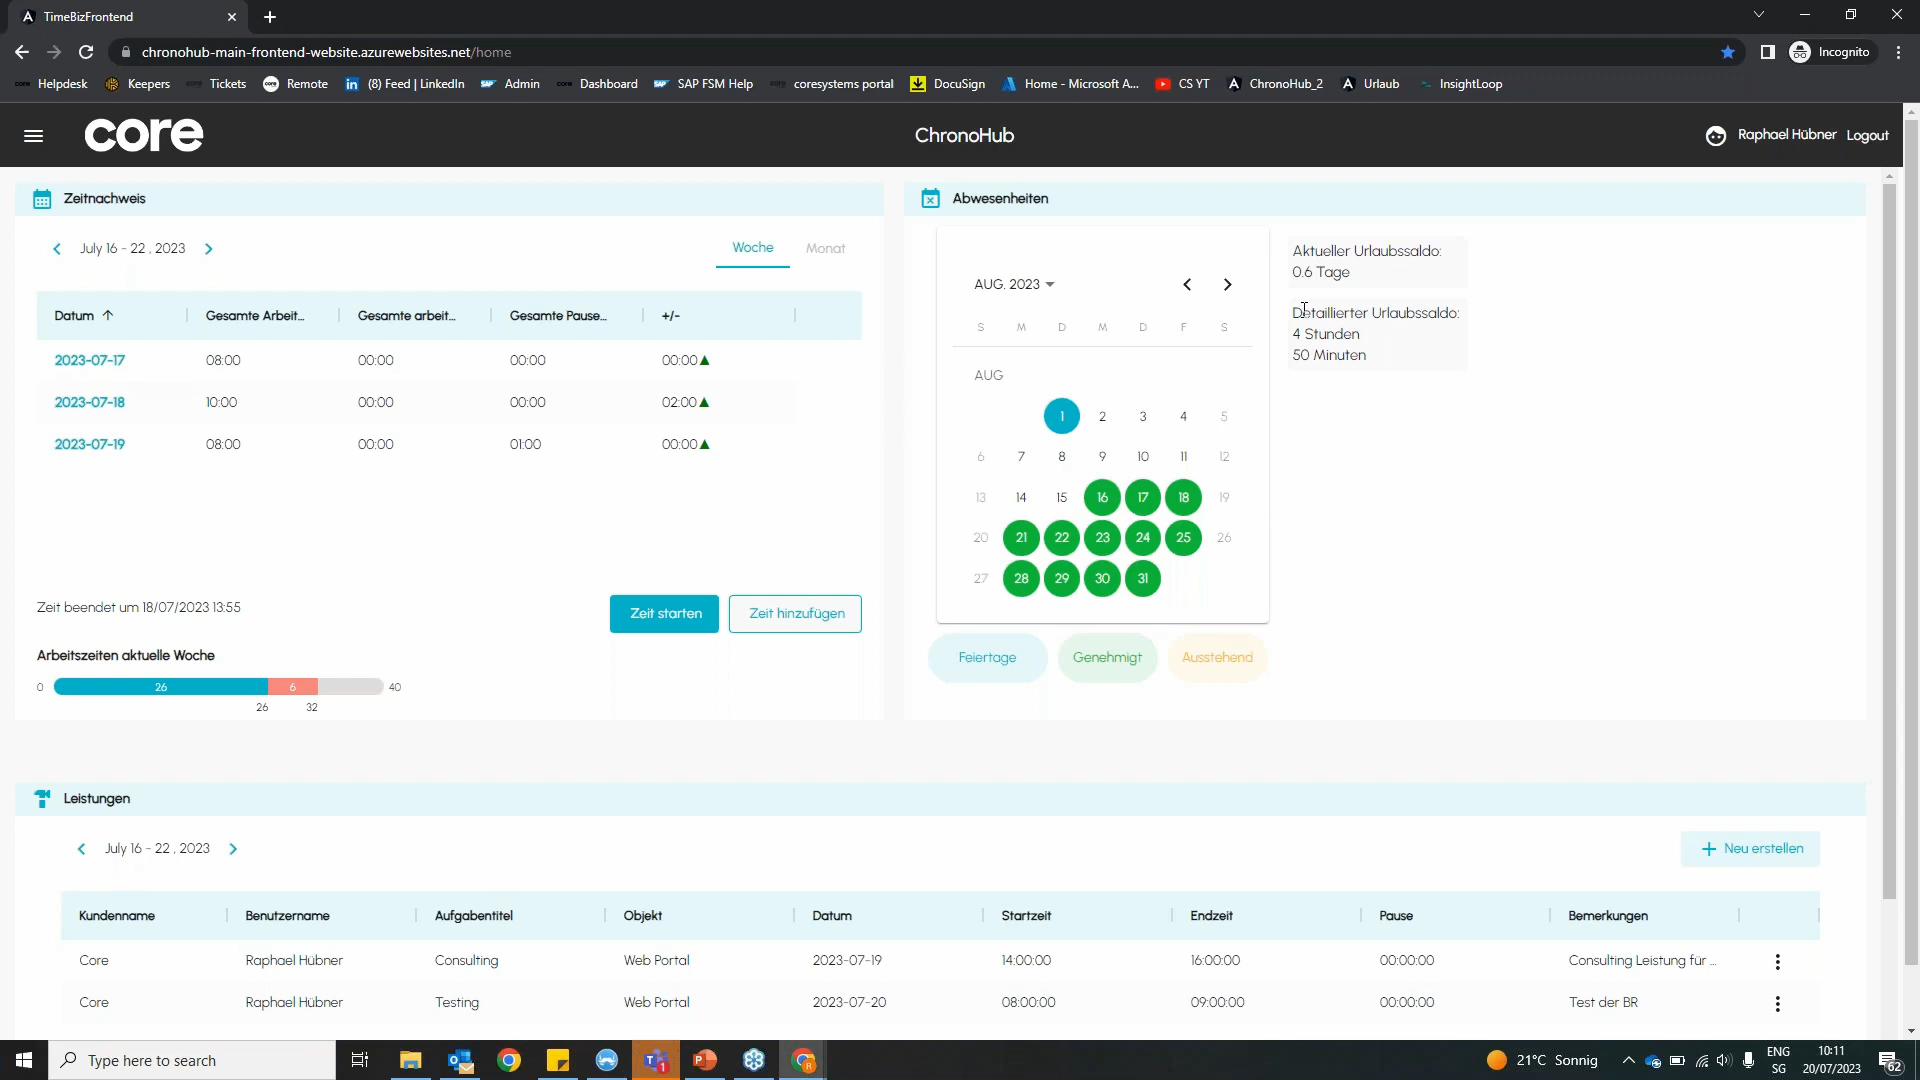 TimeBizFrontend
chronohub-main-frontend-website.azurewebsites.net/home
Incognito
Helpdesk Keepers Tickets Remote (8) Feed | LinkedIn Admin Dashboard SAP FSM Help coresystems portal DocuSign Home - Microsoft A... CS YT ChronoHub_2 Urlaub InsightLoop
core
ChronoHub
Raphael Hübner Logout
Zeitnachweis
July 16 - 22 , 2023
Woche Monat
Datum Gesamte Arbeit... Gesamte arbeit... Gesamte Pause... +/-
2023-07-17 08:00 00:00 00:00 00:00
2023-07-18 10:00 00:00 00:00 02:00
2023-07-19 08:00 00:00 01:00 00:00
Zeit beendet um 18/07/2023 13:55
Zeit starten
Zeit hinzufügen
Arbeitszeiten aktuelle Woche
0 26 6 40
26 32
Abwesenheiten
AUG. 2023
S M D M D F S
AUG
1 2 3 4 5
6 7 8 9 10 11 12
13 14 15 16 17 18 19
20 21 22 23 24 25 26
27 28 29 30 31
Feiertage Genehmigt Ausstehend
Aktueller Urlaubssaldo:
0.6 Tage
Detaillierter Urlaubssaldo:
4 Stunden
50 Minuten
Leistungen
July 16 - 22 , 2023
Neu erstellen
Kundenname Benutzername Aufgabentitel Objekt Datum Startzeit Endzeit Pause Bemerkungen
Core Raphael Hübner Consulting Web Portal 2023-07-19 14:00:00 16:00:00 00:00:00 Consulting Leistung für ...
Core Raphael Hübner Testing Web Portal 2023-07-20 08:00:00 09:00:00 00:00:00 Test der BR
Type here to search
1
21°C Sonnig
ENG
SG
10:11
20/07/2023
62